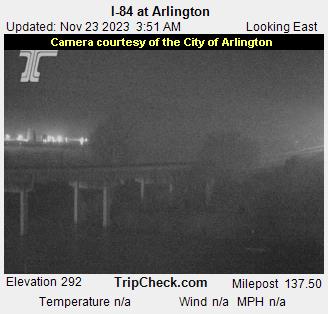 I-84 at Arlington
Updated: Nov 23 2023 3:51 AM Looking East
Camera courtesy of the City of Arlington
Elevation 292 TripCheck.com Milepost 137.50
Temperature n/a Wind n/a MPH n/a